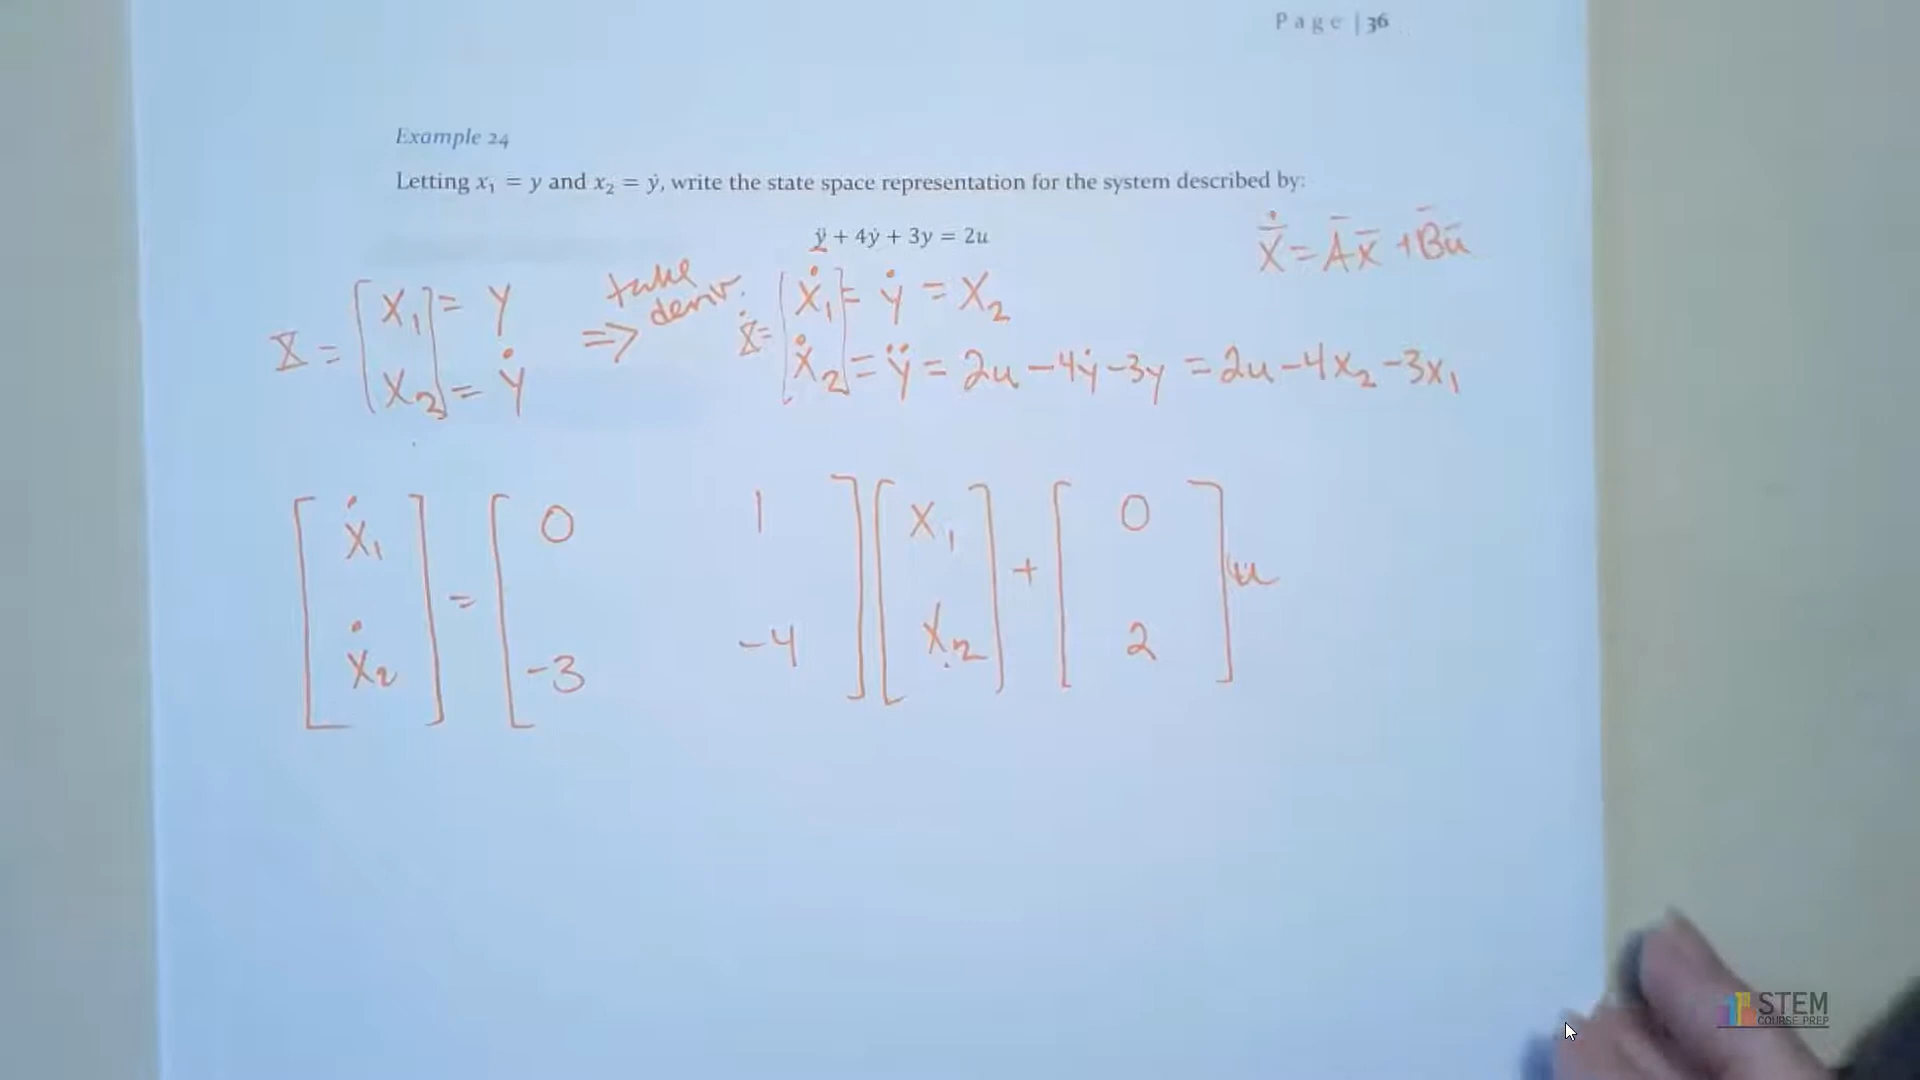 Page | 36
Example 24
Letting x₁ = y and x₂ = ẏ, write the state space representation for the system described by:
ÿ + 4ẏ + 3y = 2u
Ẋ̄ = A̅x̅ + B̅u̅
X = [X₁] = Y ⇒ take deriv. Ẋ = [Ẋ₁] = ẏ = X₂
[X₂] = Ẏ [Ẋ₂] = Ÿ = 2u - 4ẏ - 3y = 2u - 4x₂ - 3x₁
[ẋ₁] = [0 1] [x₁] + [0] u
[ẋ₂] [-3 -4] [x₂] [2]
STEM
COURSE PREP